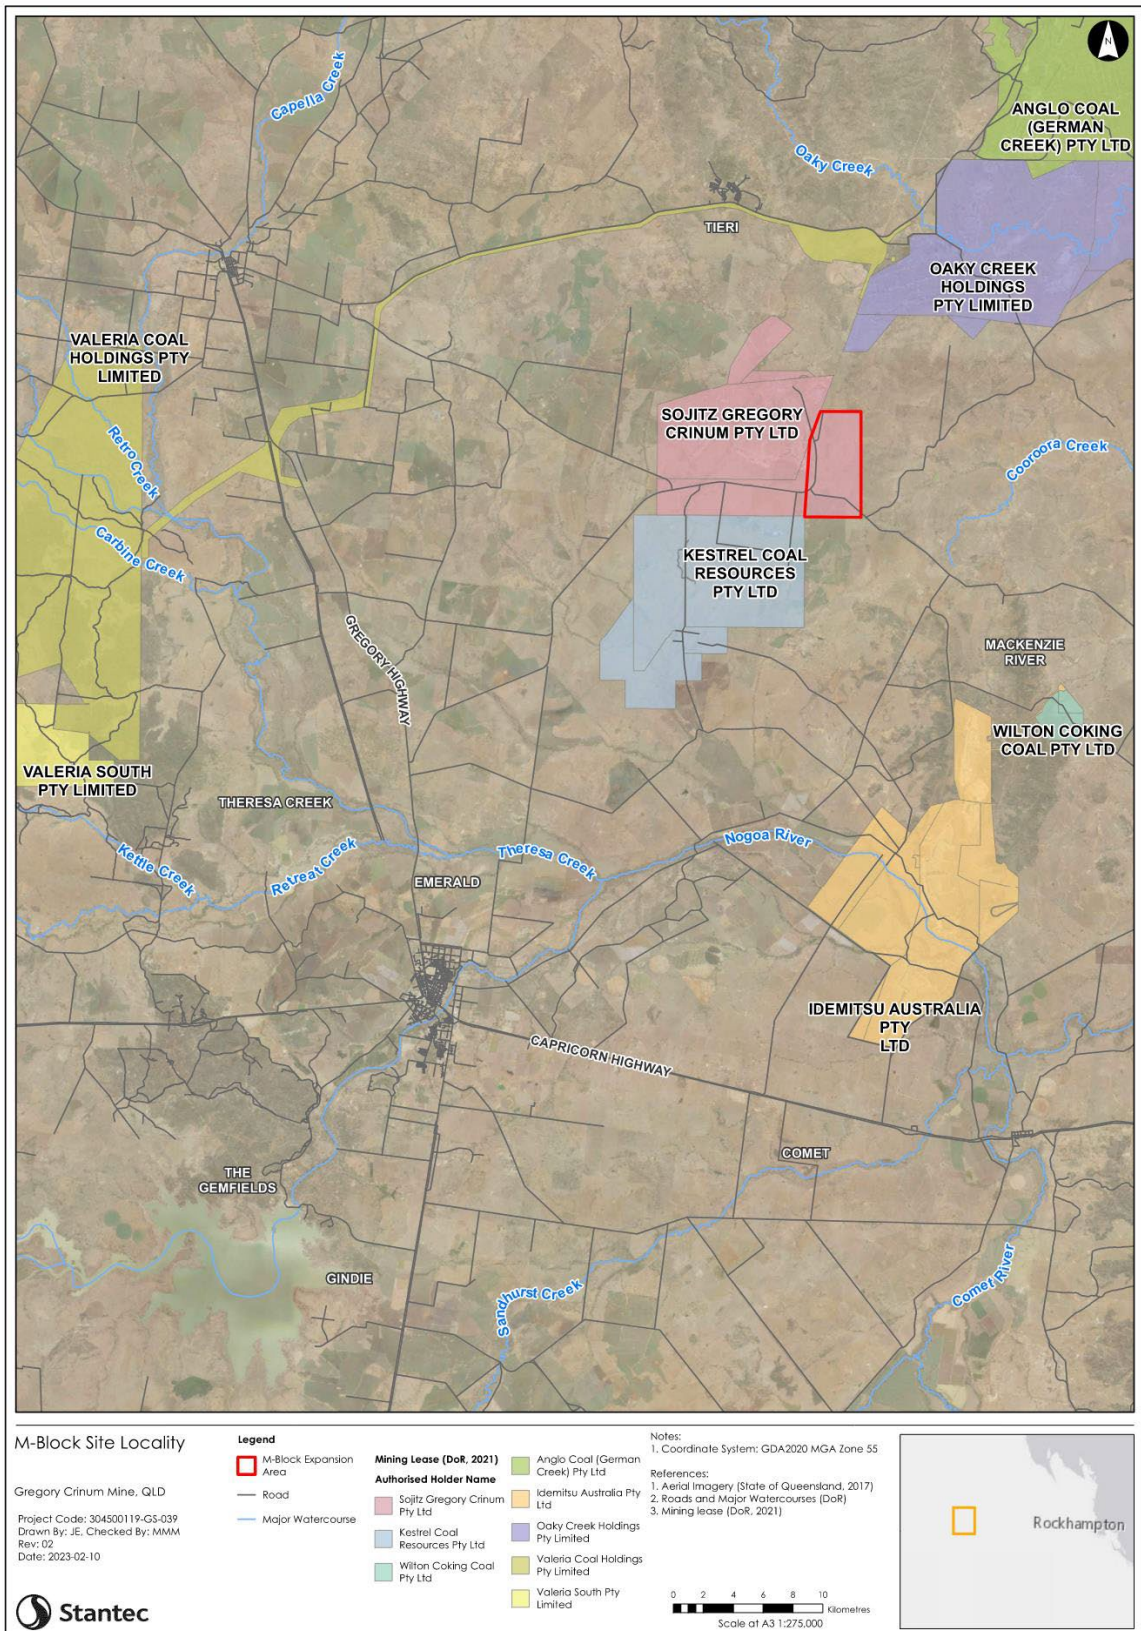 N
Capella Creek
Oaky Creek
ANGLO COAL
(GERMAN
CREEK) PTY LTD
TIERI
OAKY CREEK
HOLDINGS
PTY LIMITED
VALERIA COAL
HOLDINGS PTY
LIMITED
SOJITZ GREGORY
CRINUM PTY LTD
Retro Creek
Cooroora Creek
Carbine Creek
KESTREL COAL
RESOURCES
PTY LTD
GREGORY HIGHWAY
MACKENZIE
RIVER
WILTON COKING
COAL PTY LTD
VALERIA SOUTH
PTY LIMITED
THERESA CREEK
Kettle Creek
Retreat Creek
Theresa Creek
Nogoa River
EMERALD
IDEMITSU AUSTRALIA
PTY
LTD
CAPRICORN HIGHWAY
COMET
THE
GEMFIELDS
GINDIE
Sandhurst Creek
Comet River
M-Block Site Locality
Gregory Crinum Mine, QLD
Project Code: 304500119-GS-039
Drawn By: JE, Checked By: MMM
Rev: 02
Date: 2023-02-10
Stantec
Legend
M-Block Expansion
Area
Road
Major Watercourse
Mining Lease (DoR, 2021)
Authorised Holder Name
Sojitz Gregory Crinum
Pty Ltd
Kestrel Coal
Resources Pty Ltd
Wilton Coking Coal
Pty Ltd
Anglo Coal (German
Creek) Pty Ltd
Idemitsu Australia Pty
Ltd
Oaky Creek Holdings
Pty Limited
Valeria Coal Holdings
Pty Limited
Valeria South Pty
Limited
Notes:
1. Coordinate System: GDA2020 MGA Zone 55
References:
1. Aerial Imagery (State of Queensland, 2017)
2. Roads and Major Watercourses (DoR)
3. Mining lease (DoR, 2021)
0 2 4 6 8 10
Kilometres
Scale at A3 1:275,000
Rockhampton